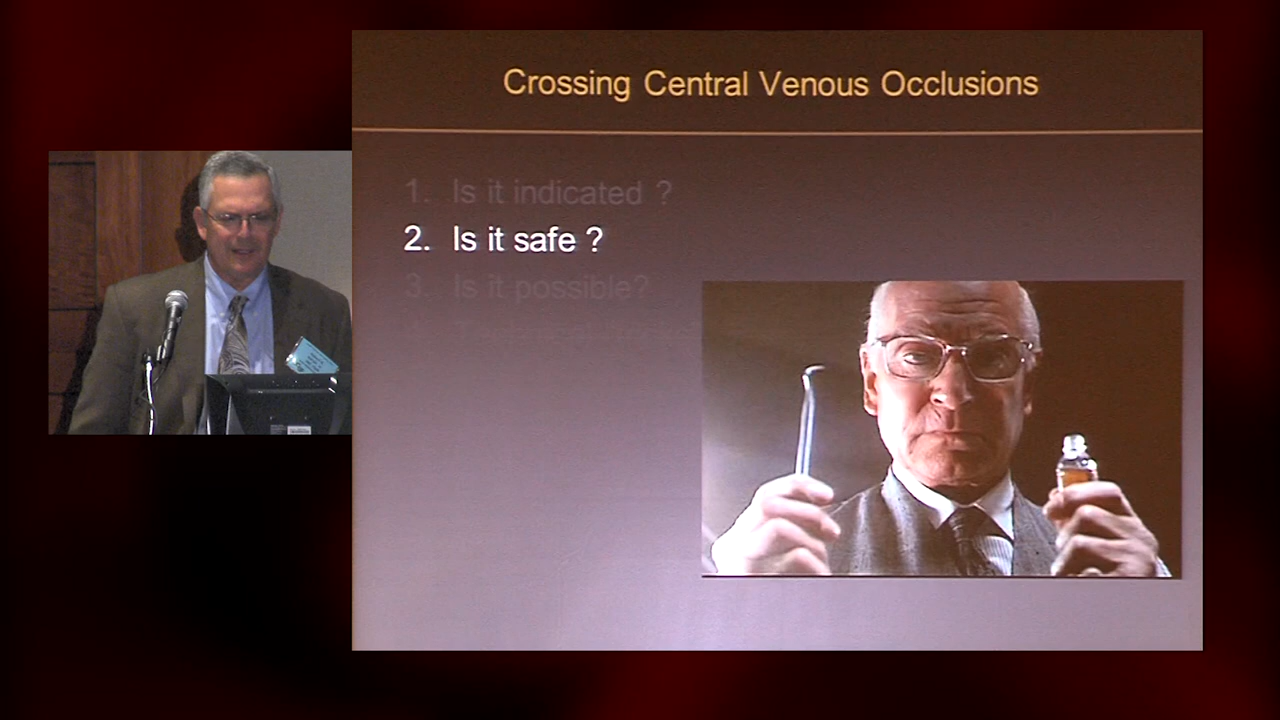 Crossing Central Venous Occlusions
1. Is it indicated ?
2. Is it safe ?
3. Is it possible?